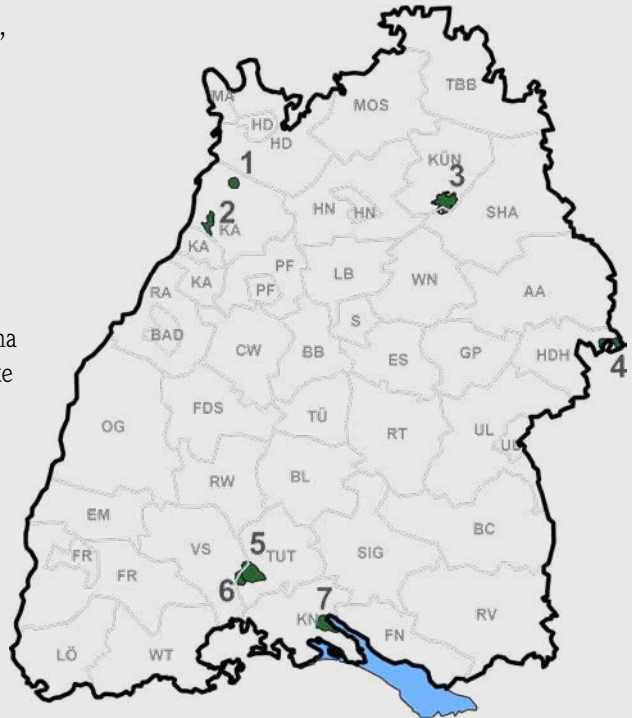 ,
MA
TBB
MOS
HD
HD
1
KÜN
3
2
KA
HN
HN
SHA
KA
PF
LB
WN
RA
KA
PF
AA
S
BAD
CW
BB
ES
GP
HDH
4
FDS
TÜ
OG
RT
UL
RW
BL
EM
BC
5
VS
TUT
SIG
FR
FR
6
7
KN
RV
FN
LÖ
WT